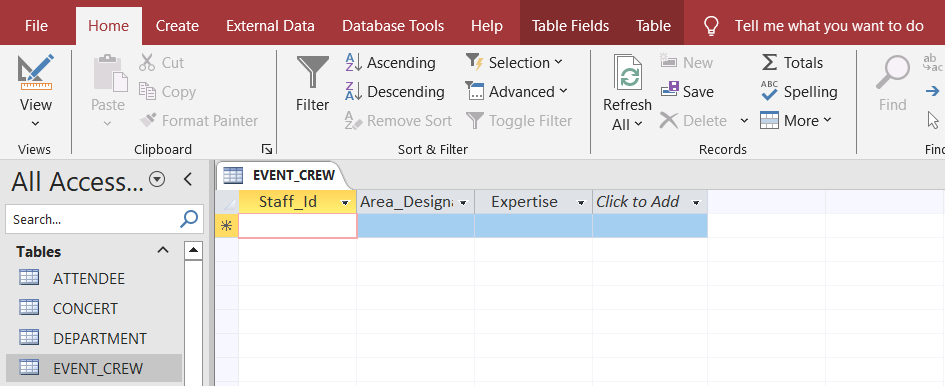 File Home Create External Data Database Tools Help Table Fields Table Tell me what you want to do
View
Views
Paste
Cut
Copy
Format Painter
Clipboard
Filter
Ascending
Descending
Remove Sort
Selection
Advanced
Toggle Filter
Sort & Filter
Refresh
All
New
Save
Delete
Totals
Spelling
More
Records
Find
ab
ac
Find
All Access...
Search...
Tables
ATTENDEE
CONCERT
DEPARTMENT
EVENT_CREW
EVENT_CREW
Staff_Id Area_Designa Expertise Click to Add